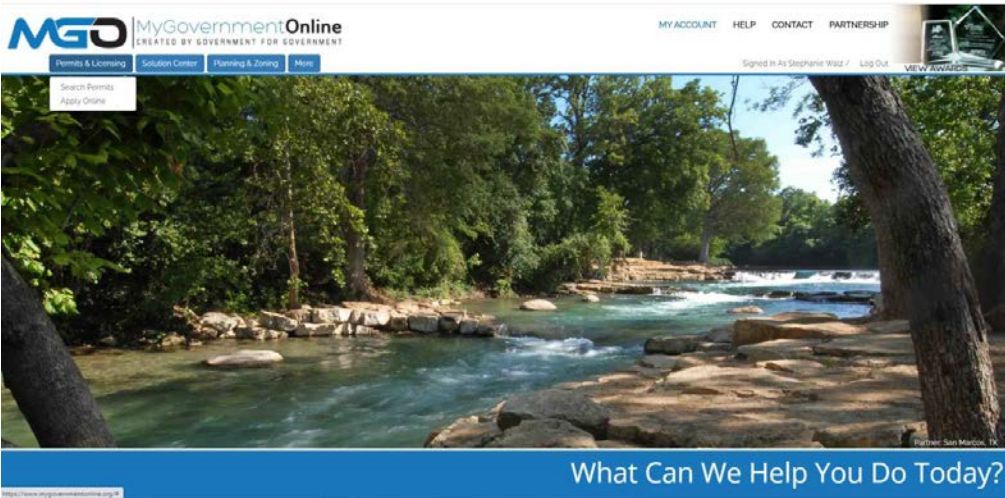 MGO MyGovernmentOnline
CREATED BY GOVERNMENT FOR GOVERNMENT
MY ACCOUNT HELP CONTACT PARTNERSHIP
Permits & Licensing Solution Center Planning & Zoning More
Signed In As Stephanie Walz / Log Out
VIEW AWARDS
Search Permits
Apply Online
Partner: San Marcos, TX
What Can We Help You Do Today?
https://www.mygovernmentonline.org/#